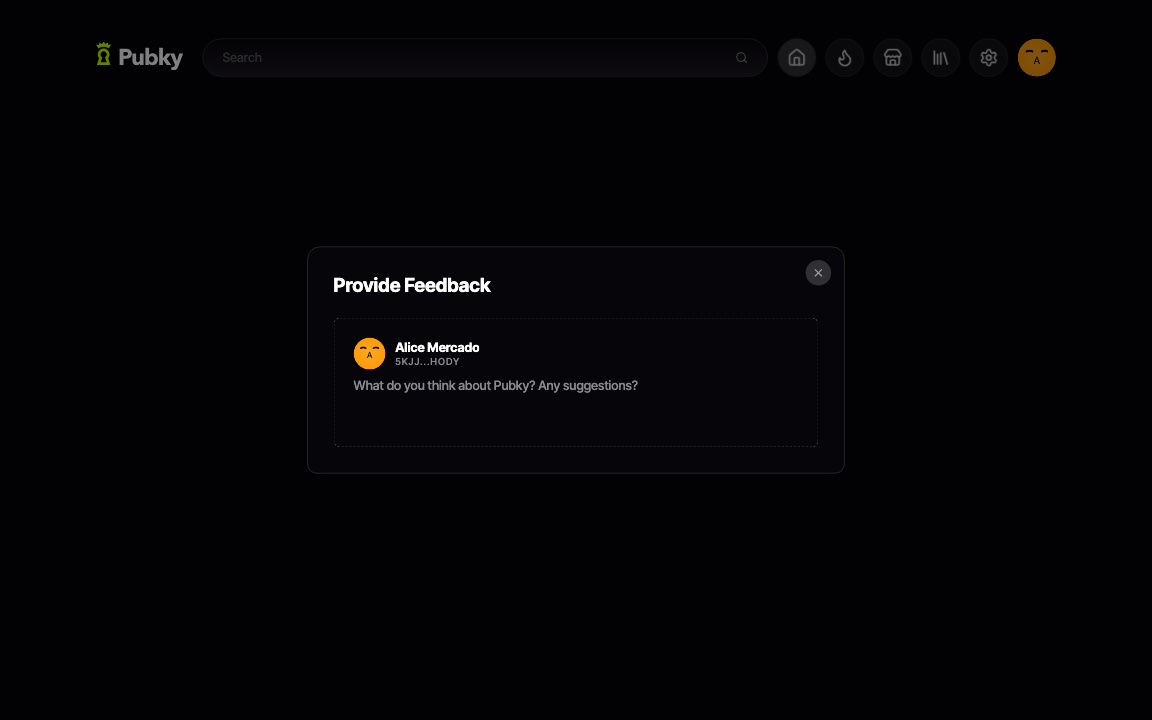 Pubky
Search
A
Provide Feedback
A
Alice Mercado
5KJJ...HODY
What do you think about Pubky? Any suggestions?